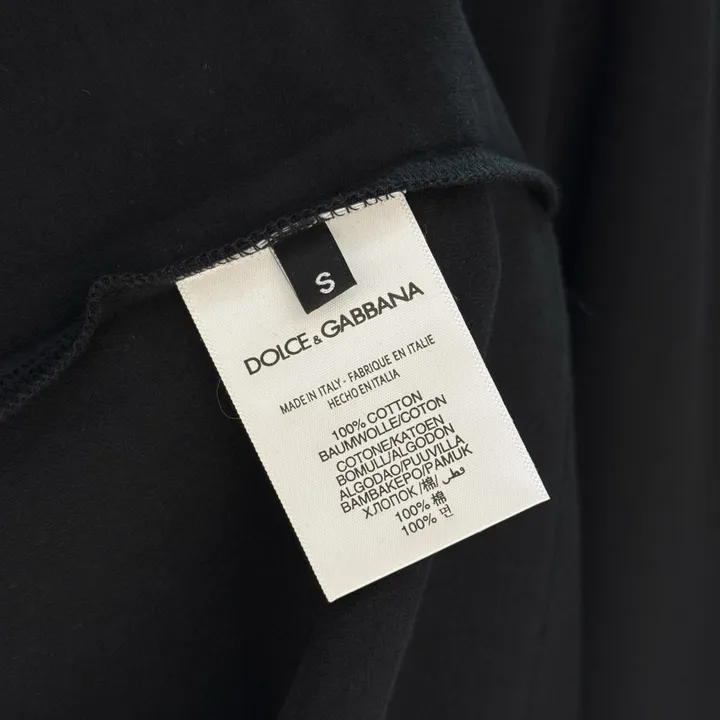 S
DOLCE & GABBANA
MADE IN ITALY - FABRIQUE EN ITALIE
HECHO EN ITALIA
100% COTTON
BAUMWOLLE/COTON
COTONE/KATOEN
BOMULL/ALGODON
ALGODAO/PUUVILLA
BAMBAKEPO/PAMUK
ХЛОПОК /棉/ قطن
100% 棉
100% 면